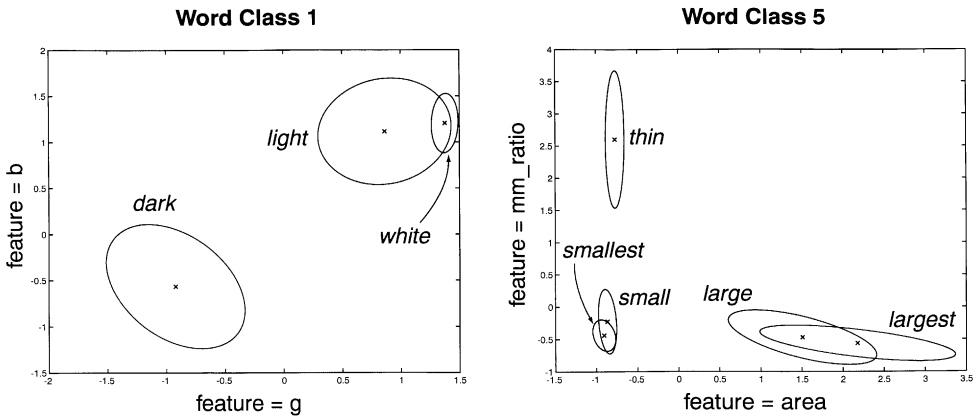 Word Class 1
2
1.5
1
0.5
0
-0.5
-1
-1.5
-2
-1.5
-1
-0.5
0
0.5
1
1.5
feature = b
feature = g
light
white
dark
Word Class 5
4
3.5
3
2.5
2
1.5
1
0.5
0
-0.5
-1
-1.5
-1
-0.5
0
0.5
1
1.5
2
2.5
3
3.5
feature = mm_ratio
feature = area
thin
smallest
small
large
largest